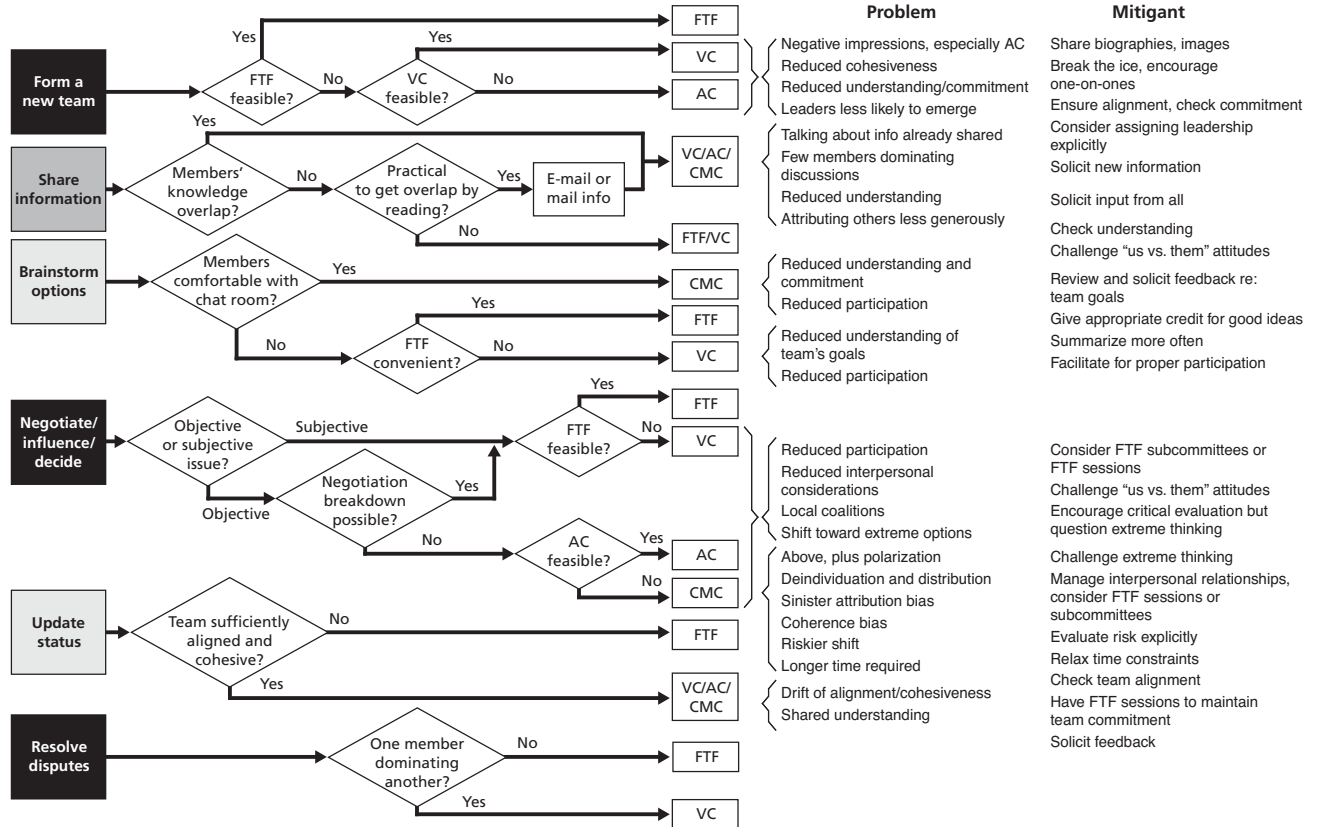 Problem
Mitigant
Form a
new team
Yes
FTF
feasible?
No
Yes
VC
feasible?
No
FTF
VC
AC
Negative impressions, especially AC
Reduced cohesiveness
Reduced understanding/commitment
Leaders less likely to emerge
Share biographies, images
Break the ice, encourage
one-on-ones
Ensure alignment, check commitment
Consider assigning leadership
explicitly
Share
information
Yes
Members’
knowledge
overlap?
No
Practical
to get overlap by
reading?
Yes
No
E-mail or
mail info
VC/AC/
CMC
FTF/VC
Talking about info already shared
Few members dominating
discussions
Reduced understanding
Attributing others less generously
Solicit new information
Solicit input from all
Check understanding
Challenge “us vs. them” attitudes
Brainstorm
options
Members
comfortable with
chat room?
Yes
No
FTF
convenient?
Yes
No
CMC
FTF
VC
Reduced understanding and
commitment
Reduced participation
Reduced understanding of
team’s goals
Reduced participation
Review and solicit feedback re:
team goals
Give appropriate credit for good ideas
Summarize more often
Facilitate for proper participation
Negotiate/
influence/
decide
Objective
or subjective
issue?
Subjective
Objective
Negotiation
breakdown
possible?
Yes
No
FTF
feasible?
Yes
No
AC
feasible?
Yes
No
FTF
VC
AC
CMC
Reduced participation
Reduced interpersonal
considerations
Local coalitions
Shift toward extreme options
Above, plus polarization
Deindividuation and distribution
Sinister attribution bias
Coherence bias
Riskier shift
Longer time required
Consider FTF subcommittees or
FTF sessions
Challenge “us vs. them” attitudes
Encourage critical evaluation but
question extreme thinking
Challenge extreme thinking
Manage interpersonal relationships,
consider FTF sessions or
subcommittees
Evaluate risk explicitly
Relax time constraints
Update
status
Team sufficiently
aligned and
cohesive?
No
Yes
FTF
VC/AC/
CMC
Drift of alignment/cohesiveness
Shared understanding
Check team alignment
Have FTF sessions to maintain
team commitment
Solicit feedback
Resolve
disputes
One member
dominating
another?
No
Yes
FTF
VC